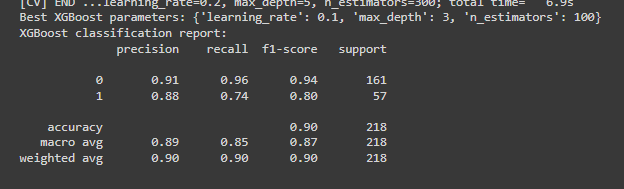 [CV] END ...learning_rate=0.2, max_depth=5, n_estimators=300; total time=   6.9s
Best XGBoost parameters: {'learning_rate': 0.1, 'max_depth': 3, 'n_estimators': 100}
XGBoost classification report:
              precision    recall  f1-score   support
           0       0.91      0.96      0.94       161
           1       0.88      0.74      0.80        57
    accuracy                           0.90       218
   macro avg       0.89      0.85      0.87       218
weighted avg       0.90      0.90      0.90       218